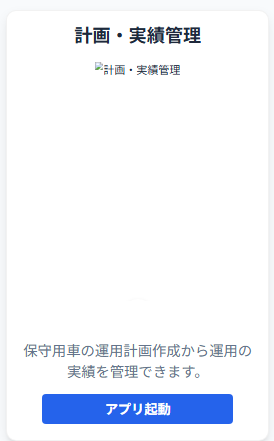 計画・実績管理
計画・実績管理
保守用車の運用計画作成から運用の
実績を管理できます。
アプリ起動